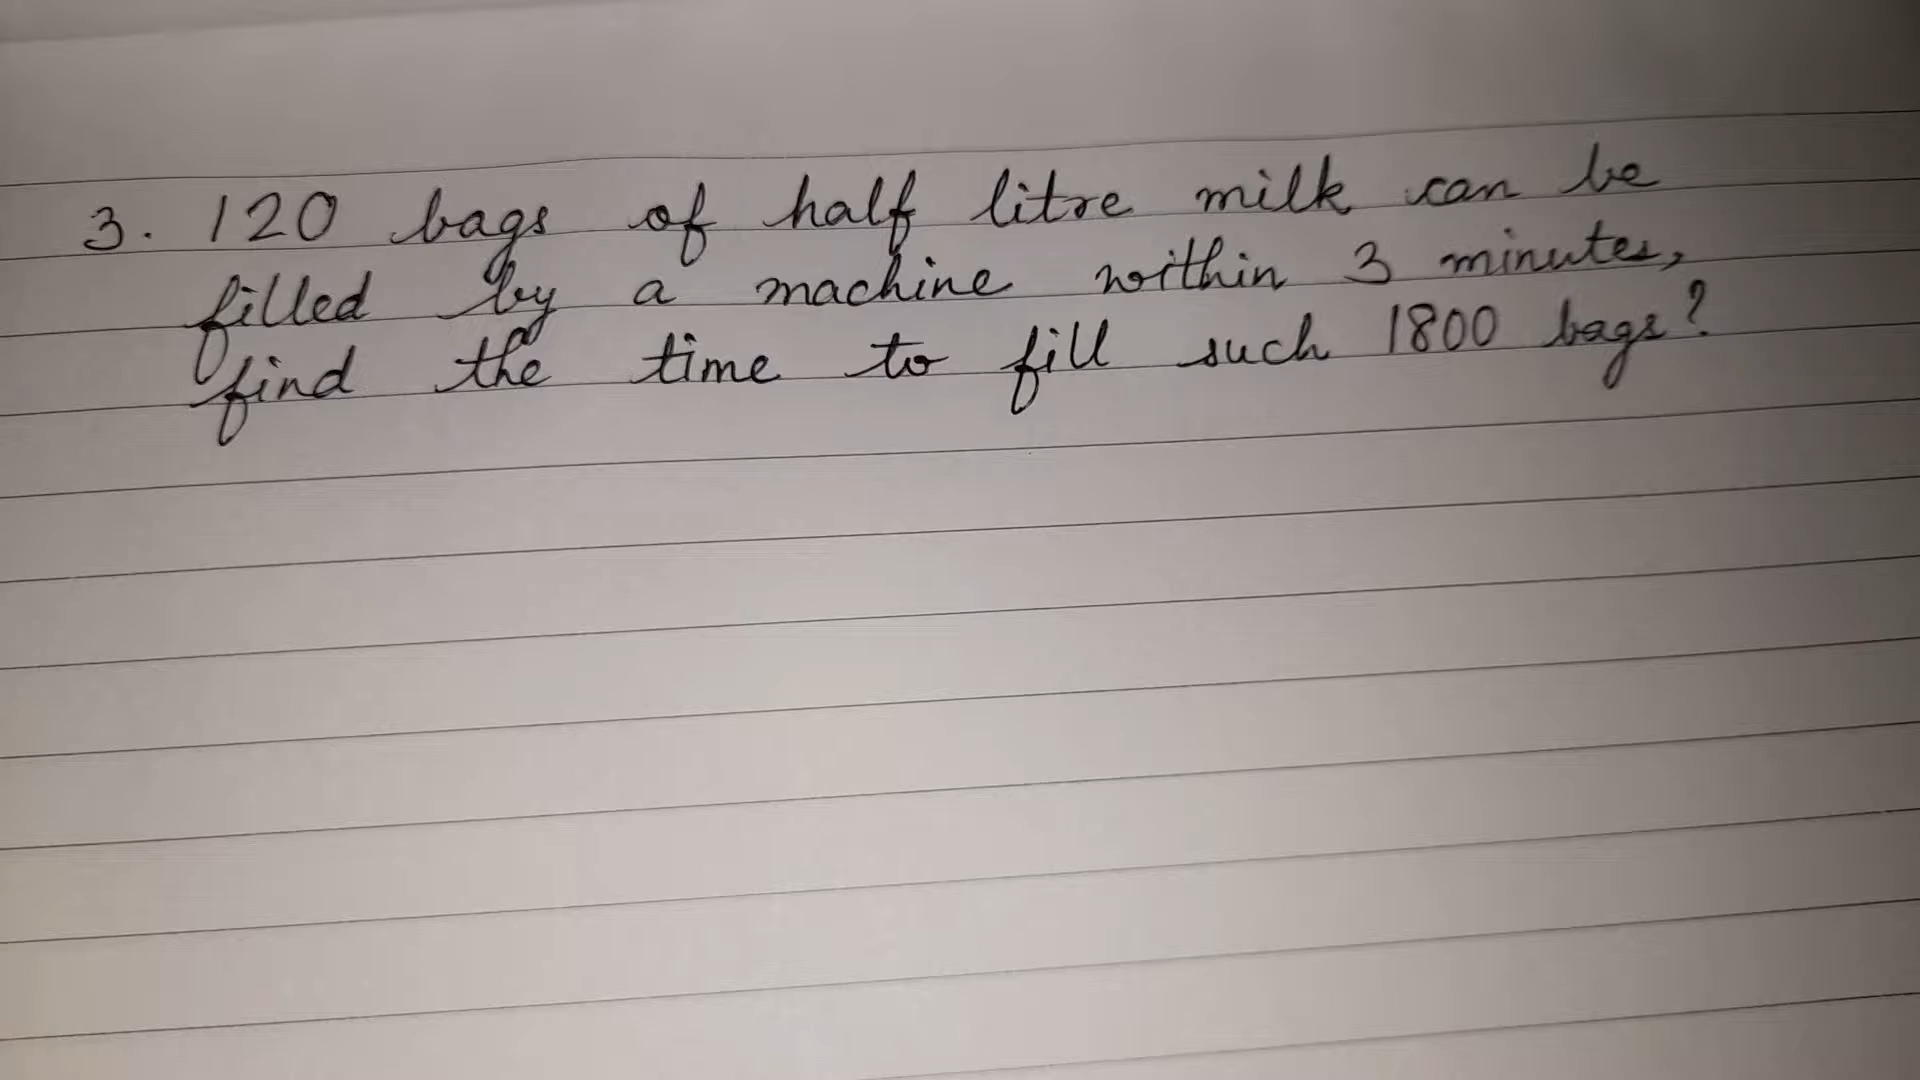 3. 120 bags of half litre milk can be
filled by a machine within 3 minutes,
find the time to fill such 1800 bags?